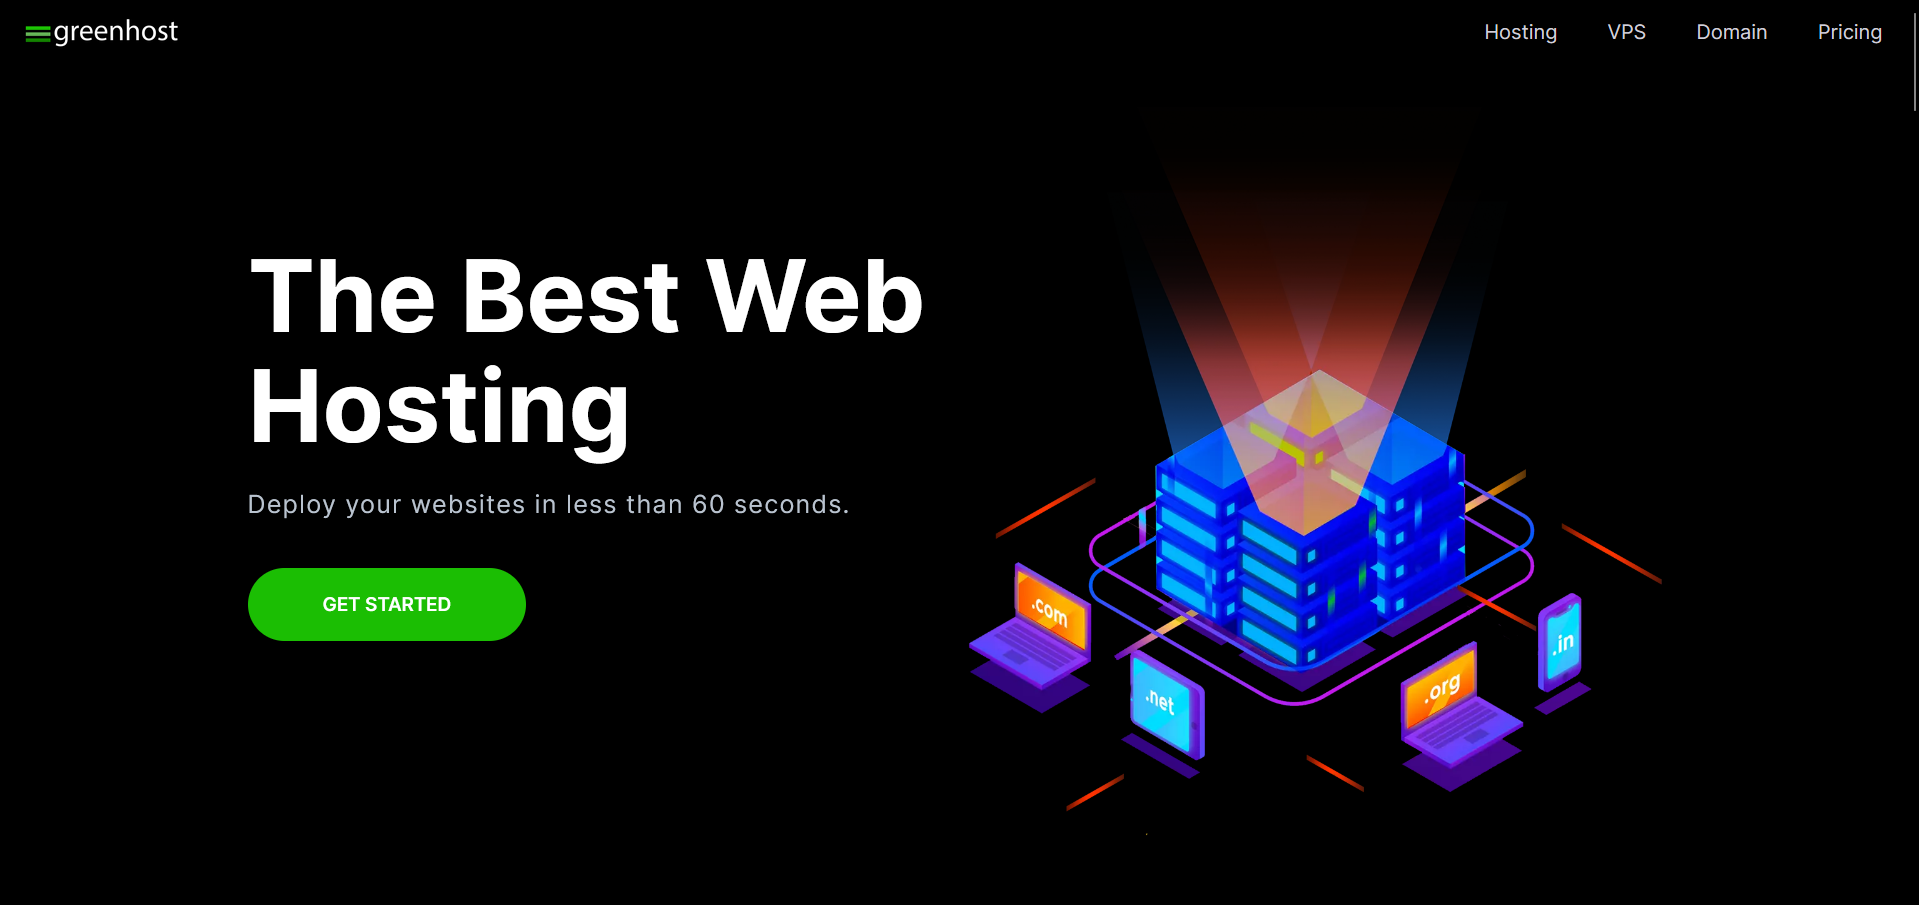 greenhost
Hosting VPS Domain Pricing
The Best Web
Hosting
Deploy your websites in less than 60 seconds.
GET STARTED
.com
.net
.org
.in